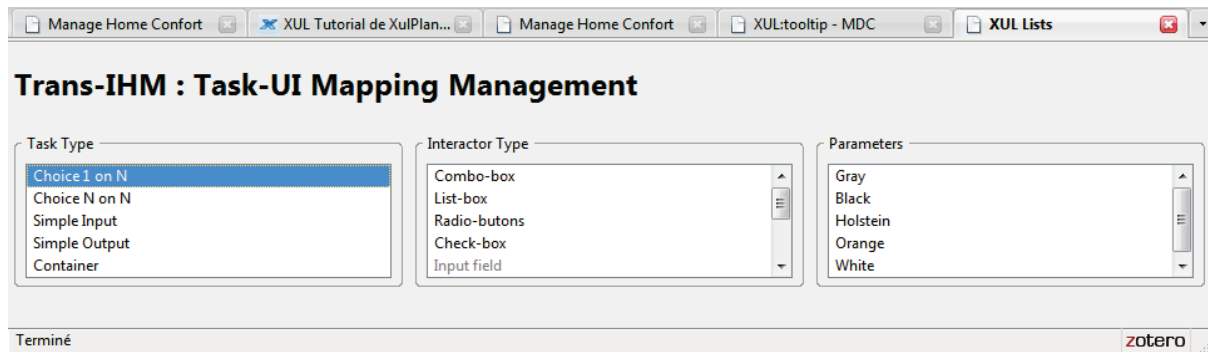 Manage Home Confort
XUL Tutorial de XulPlan...
Manage Home Confort
XUL:tooltip - MDC
XUL Lists
Trans-IHM : Task-UI Mapping Management
Task Type
Choice 1 on N
Choice N on N
Simple Input
Simple Output
Container
Interactor Type
Combo-box
List-box
Radio-butons
Check-box
Input field
Parameters
Gray
Black
Holstein
Orange
White
Terminé
zotero